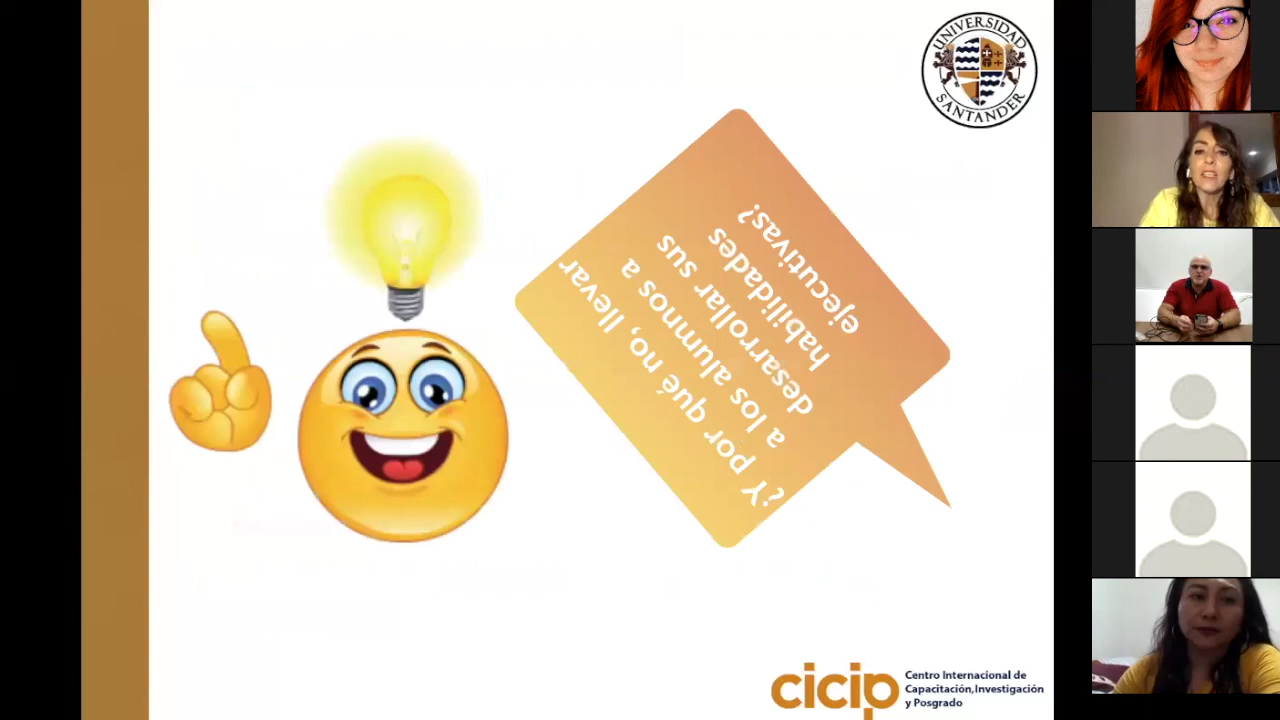 UNIVERSIDAD
SANTANDER
¿Y por qué no, llevar
a los alumnos a
desarrollar sus
habilidades
ejecutivas?
cicip
Centro Internacional de
Capacitación,Investigación
y Posgrado